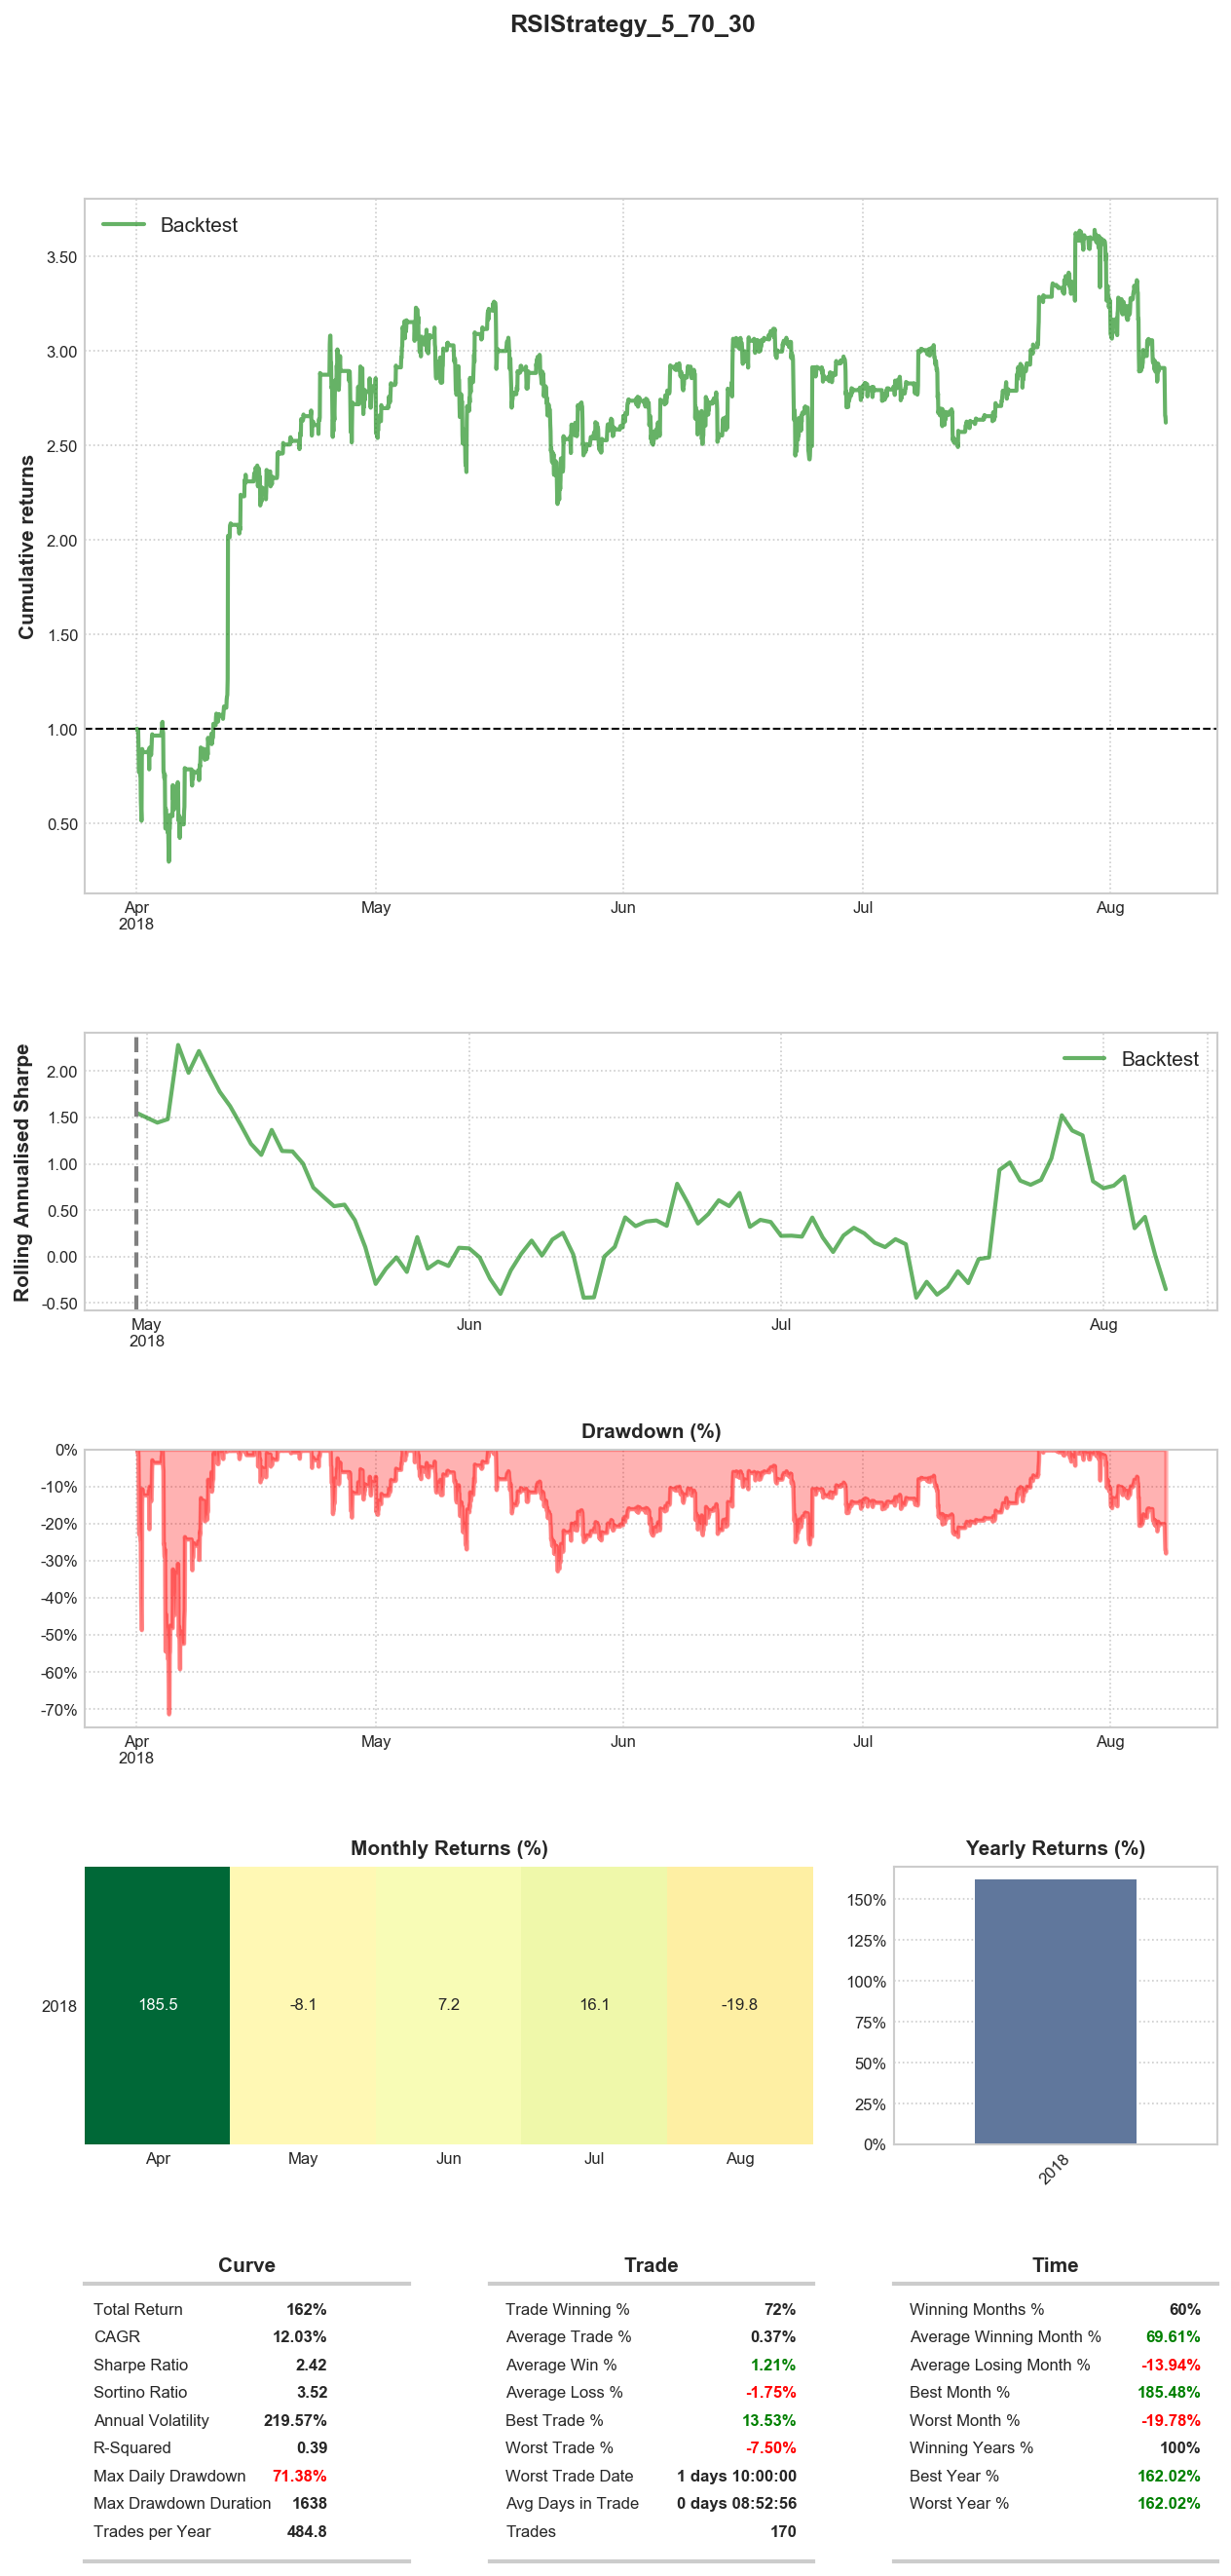 RSIStrategy_5_70_30
Backtest
Cumulative returns
3.50
3.00
2.50
2.00
1.50
1.00
0.50
Apr May Jun Jul Aug
2018
Backtest
Rolling Annualised Sharpe
2.00
1.50
1.00
0.50
0.00
-0.50
May Jun Jul Aug
2018
Drawdown (%)
0%
-10%
-20%
-30%
-40%
-50%
-60%
-70%
Apr May Jun Jul Aug
2018
Monthly Returns (%)
2018 185.5 -8.1 7.2 16.1 -19.8
Apr May Jun Jul Aug
Yearly Returns (%)
150%
125%
100%
75%
50%
25%
0%
2018
Curve
Total Return 162%
CAGR 12.03%
Sharpe Ratio 2.42
Sortino Ratio 3.52
Annual Volatility 219.57%
R-Squared 0.39
Max Daily Drawdown 71.38%
Max Drawdown Duration 1638
Trades per Year 484.8
Trade
Trade Winning % 72%
Average Trade % 0.37%
Average Win % 1.21%
Average Loss % -1.75%
Best Trade % 13.53%
Worst Trade % -7.50%
Worst Trade Date 1 days 10:00:00
Avg Days in Trade 0 days 08:52:56
Trades 170
Time
Winning Months % 60%
Average Winning Month % 69.61%
Average Losing Month % -13.94%
Best Month % 185.48%
Worst Month % -19.78%
Winning Years % 100%
Best Year % 162.02%
Worst Year % 162.02%